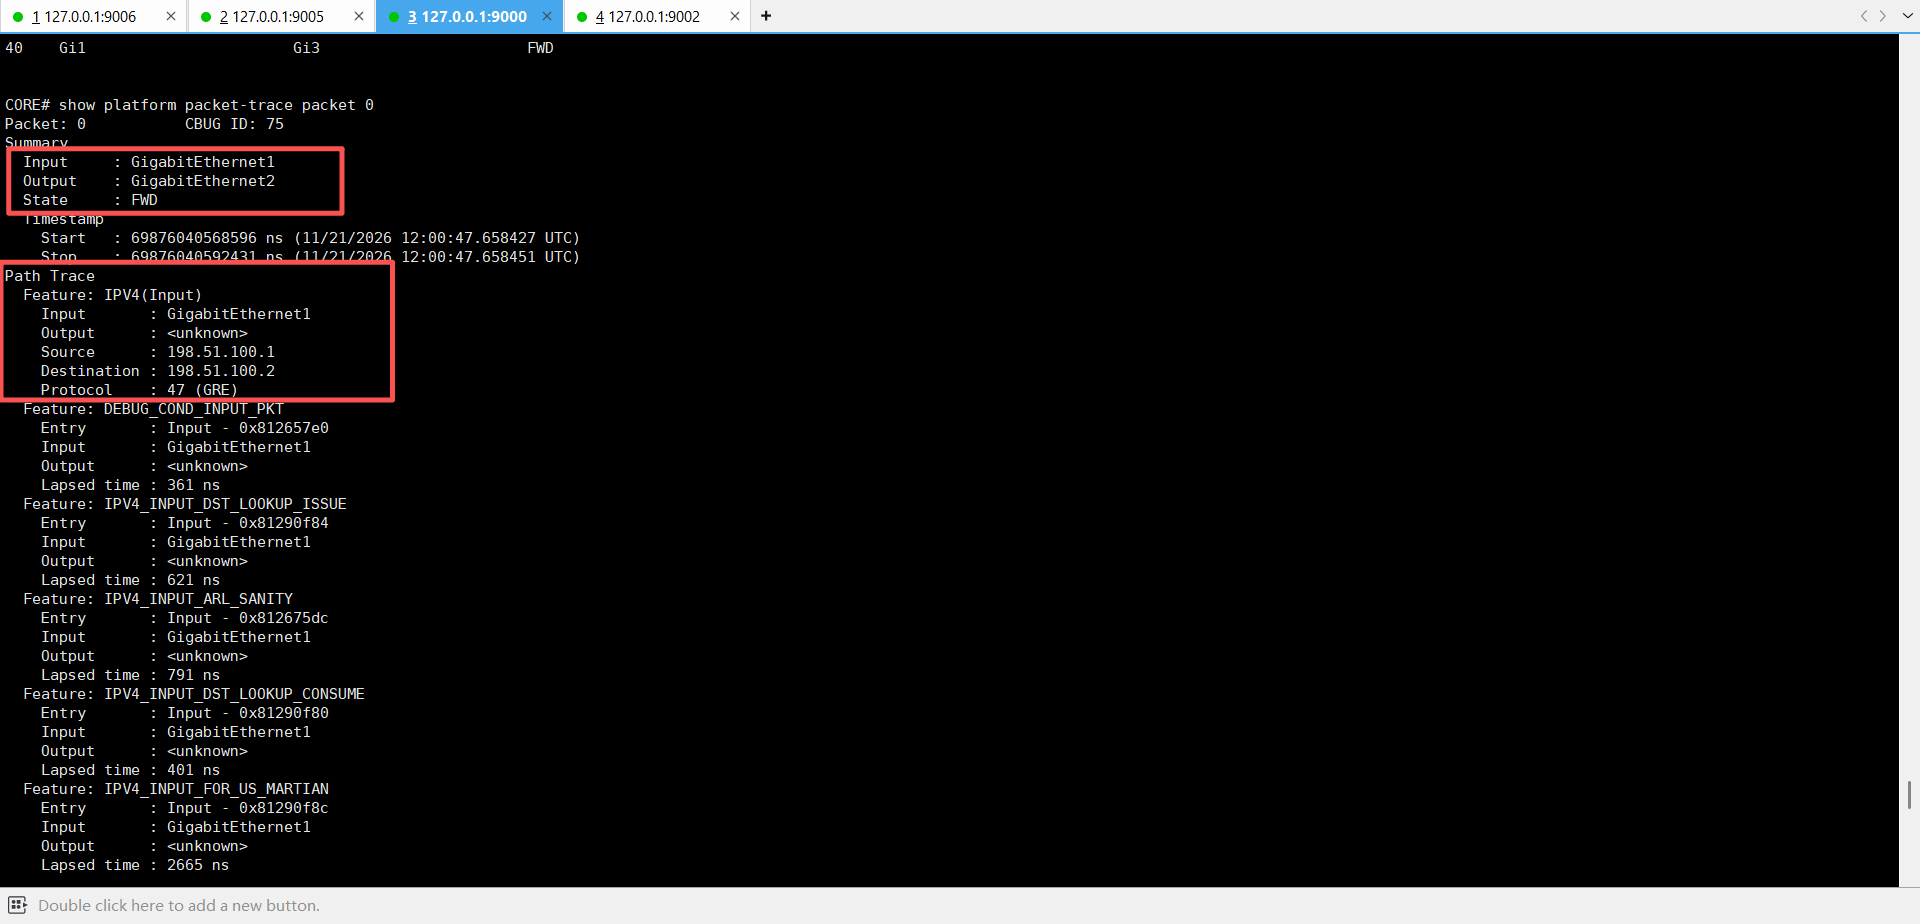 1 127.0.0.1:9006 × 2 127.0.0.1:9005 × 3 127.0.0.1:9000 × 4 127.0.0.1:9002 × +
40 Gi1 Gi3 FWD
CORE# show platform packet-trace packet 0
Packet: 0 CBUG ID: 75
Summary
Input : GigabitEthernet1
Output : GigabitEthernet2
State : FWD
Timestamp
Start : 69876040568596 ns (11/21/2026 12:00:47.658427 UTC)
Stop : 69876040592431 ns (11/21/2026 12:00:47.658451 UTC)
Path Trace
Feature: IPV4(Input)
Input : GigabitEthernet1
Output : <unknown>
Source : 198.51.100.1
Destination : 198.51.100.2
Protocol : 47 (GRE)
Feature: DEBUG_COND_INPUT_PKT
Entry : Input - 0x812657e0
Input : GigabitEthernet1
Output : <unknown>
Lapsed time : 361 ns
Feature: IPV4_INPUT_DST_LOOKUP_ISSUE
Entry : Input - 0x81290f84
Input : GigabitEthernet1
Output : <unknown>
Lapsed time : 621 ns
Feature: IPV4_INPUT_ARL_SANITY
Entry : Input - 0x812675dc
Input : GigabitEthernet1
Output : <unknown>
Lapsed time : 791 ns
Feature: IPV4_INPUT_DST_LOOKUP_CONSUME
Entry : Input - 0x81290f80
Input : GigabitEthernet1
Output : <unknown>
Lapsed time : 401 ns
Feature: IPV4_INPUT_FOR_US_MARTIAN
Entry : Input - 0x81290f8c
Input : GigabitEthernet1
Output : <unknown>
Lapsed time : 2665 ns
Double click here to add a new button.